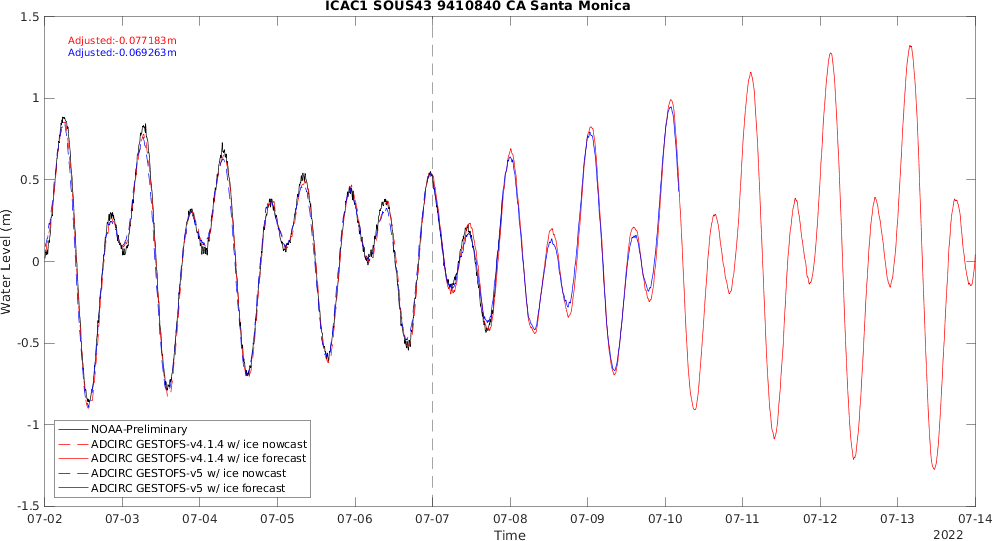 ICAC1 SOUS43 9410840 CA Santa Monica
Adjusted:-0.077183m
Adjusted:-0.069263m
1.5
1
0.5
0
-0.5
-1
-1.5
Water Level (m)
NOAA-Preliminary
ADCIRC GESTOFS-v4.1.4 w/ ice nowcast
ADCIRC GESTOFS-v4.1.4 w/ ice forecast
ADCIRC GESTOFS-v5 w/ ice nowcast
ADCIRC GESTOFS-v5 w/ ice forecast
07-02 07-03 07-04 07-05 07-06 07-07 07-08 07-09 07-10 07-11 07-12 07-13 07-14
Time
2022